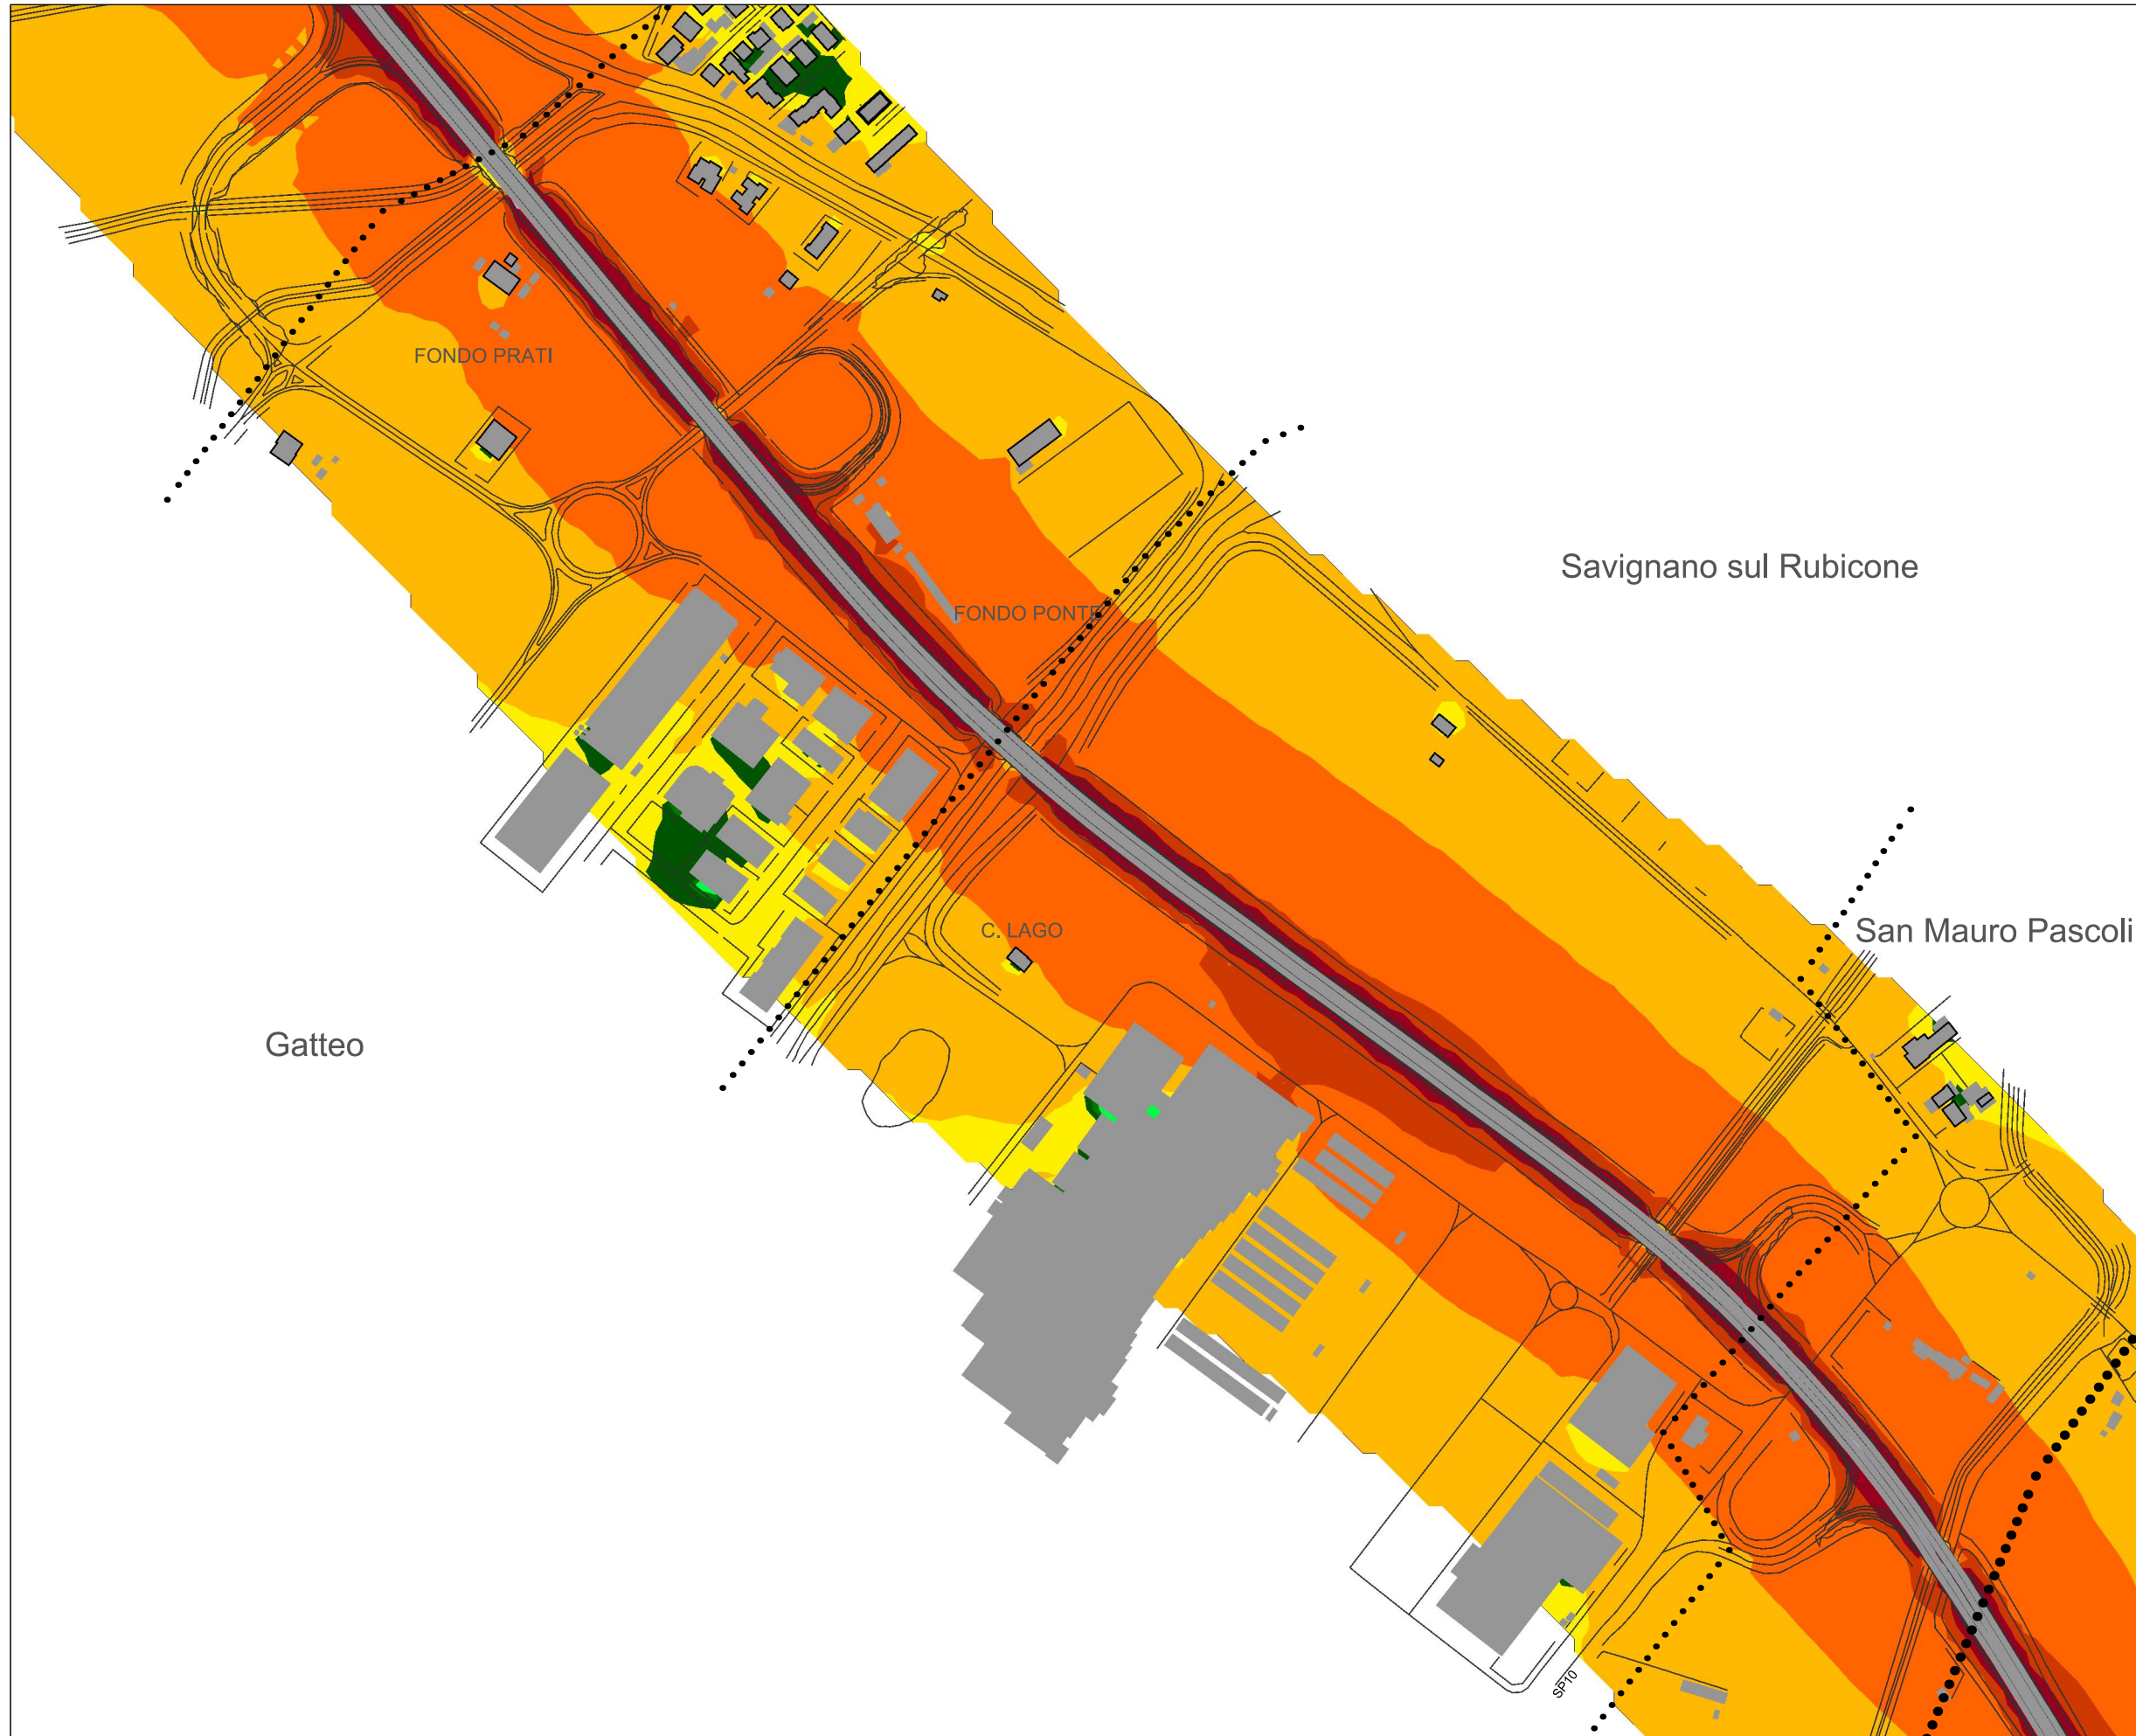 FONDO PRATI
Savignano sul Rubicone
FONDO PONTE
C. LAGO
San Mauro Pascoli
Gatteo
SP10